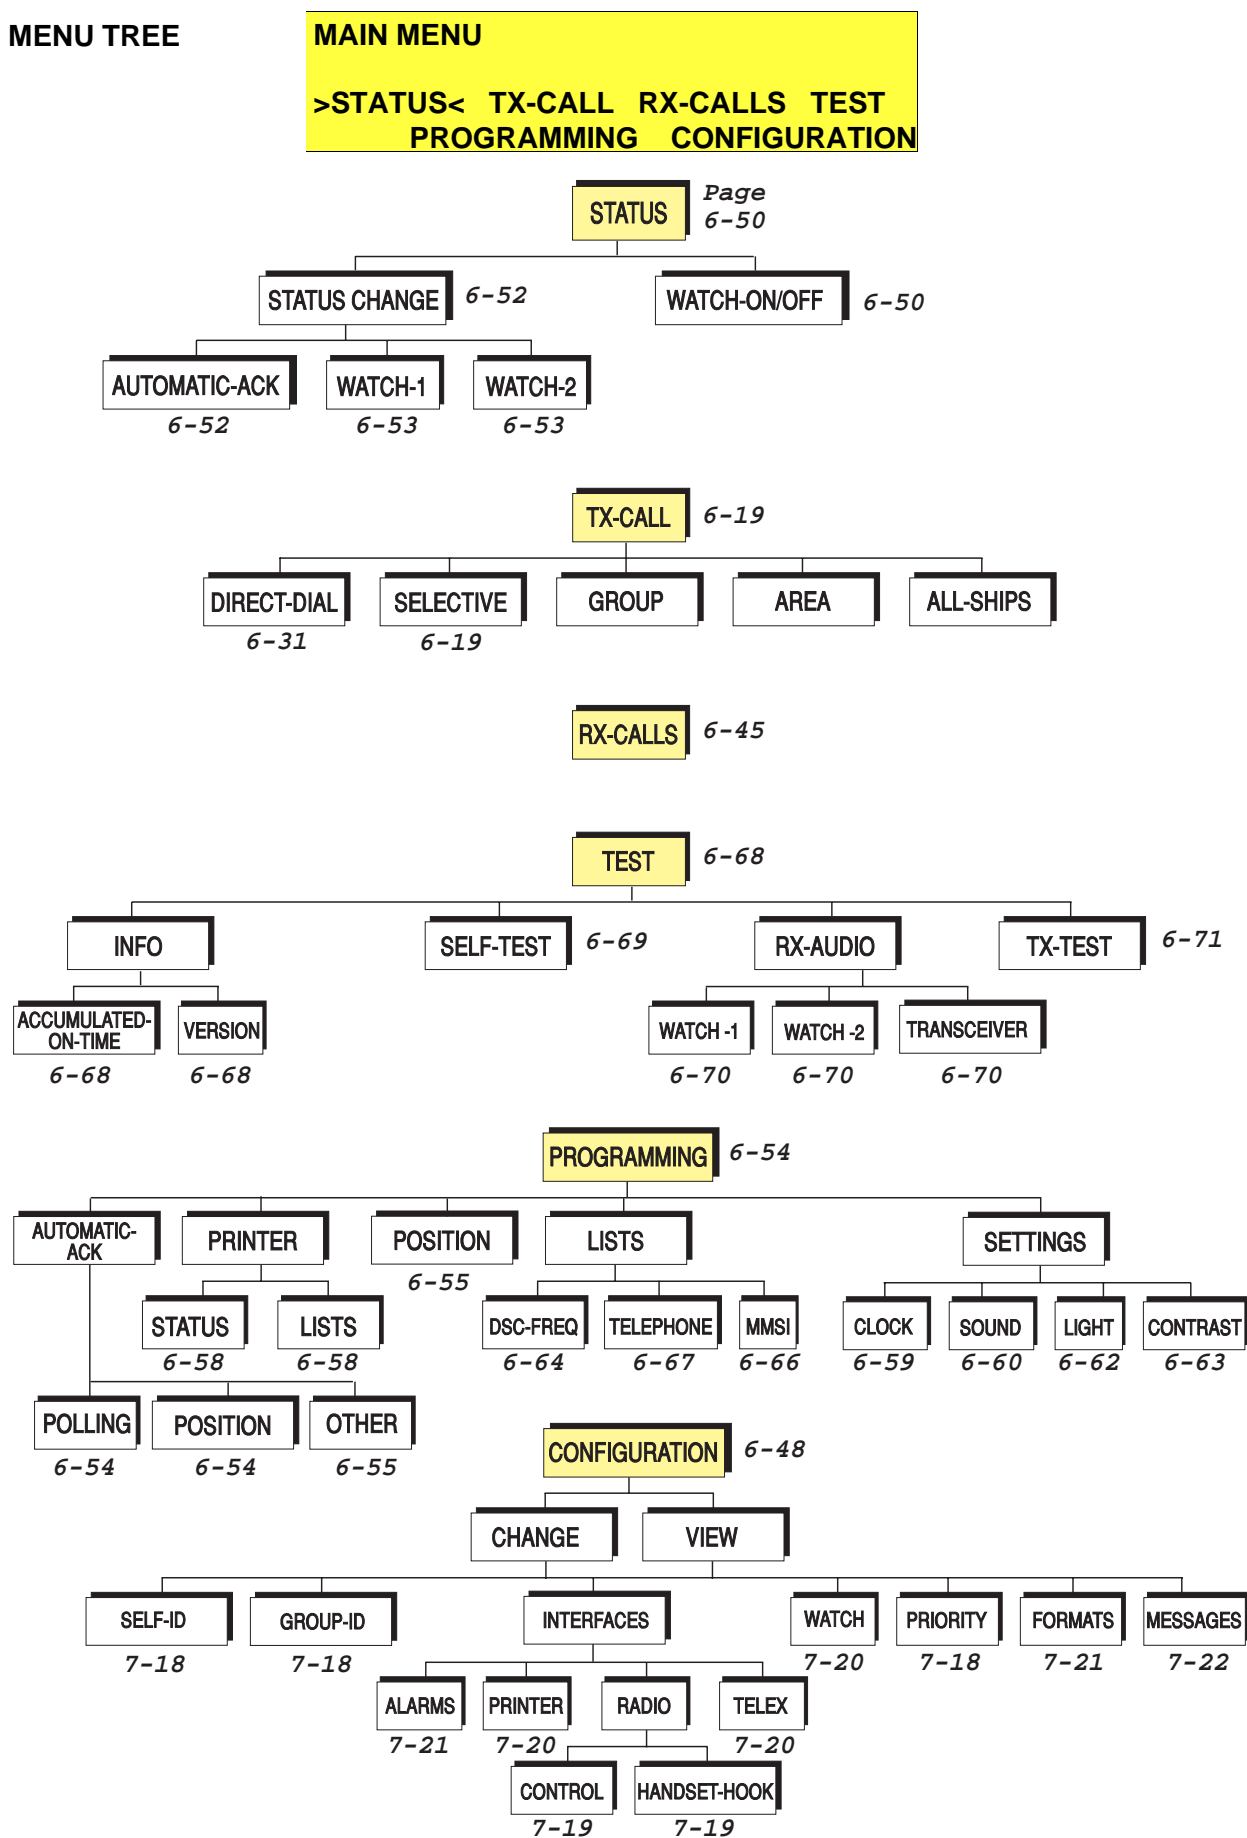 MENU TREE
MAIN MENU
>STATUS< TX-CALL RX-CALLS TEST
PROGRAMMING CONFIGURATION
STATUS
Page
6-50
STATUS CHANGE
6-52
WATCH-ON/OFF
6-50
AUTOMATIC-ACK
WATCH-1
WATCH-2
6-52
6-53
6-53
TX-CALL
6-19
DIRECT-DIAL
SELECTIVE
GROUP
AREA
ALL-SHIPS
6-31
6-19
RX-CALLS
6-45
TEST
6-68
INFO
SELF-TEST
6-69
RX-AUDIO
TX-TEST
6-71
ACCUMULATED-
ON-TIME
VERSION
WATCH -1
WATCH -2
TRANSCEIVER
6-68
6-68
6-70
6-70
6-70
PROGRAMMING
6-54
AUTOMATIC-
ACK
PRINTER
POSITION
LISTS
SETTINGS
6-55
STATUS
LISTS
DSC-FREQ
TELEPHONE
MMSI
CLOCK
SOUND
LIGHT
CONTRAST
6-58
6-58
6-64
6-67
6-66
6-59
6-60
6-62
6-63
POLLING
POSITION
OTHER
6-54
6-54
6-55
CONFIGURATION
6-48
CHANGE
VIEW
SELF-ID
GROUP-ID
INTERFACES
WATCH
PRIORITY
FORMATS
MESSAGES
7-18
7-18
7-20
7-18
7-21
7-22
ALARMS
PRINTER
RADIO
TELEX
7-21
7-20
7-20
CONTROL
HANDSET-HOOK
7-19
7-19